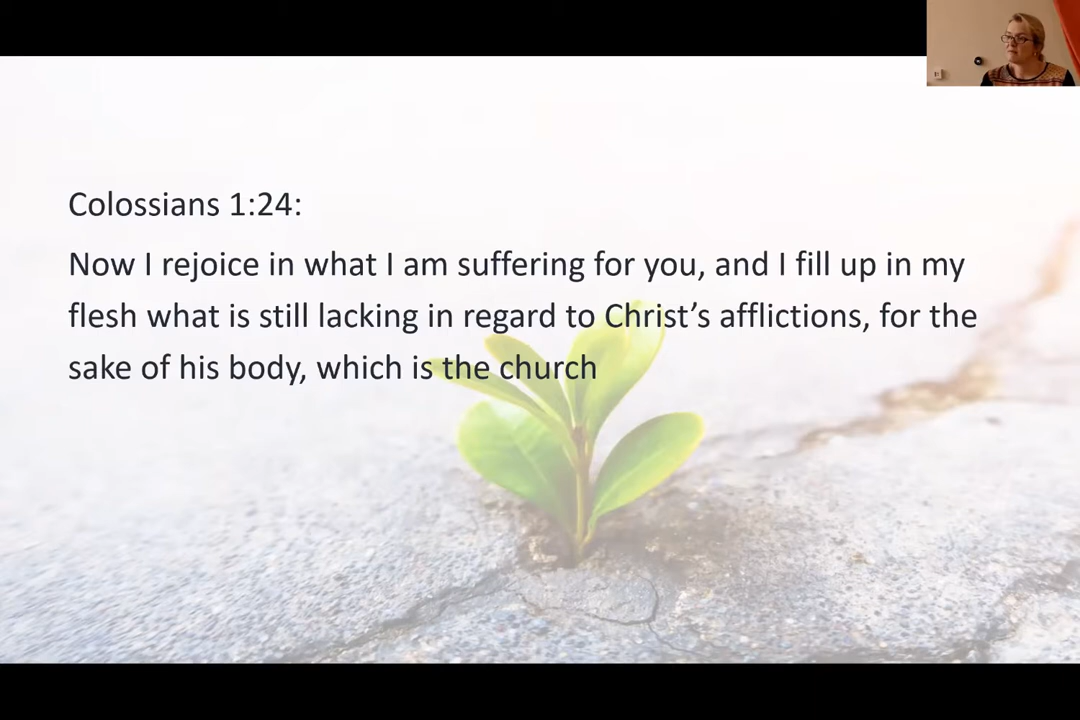 Colossians 1:24:
Now I rejoice in what I am suffering for you, and I fill up in my
flesh what is still lacking in regard to Christ’s afflictions, for the
sake of his body, which is the church